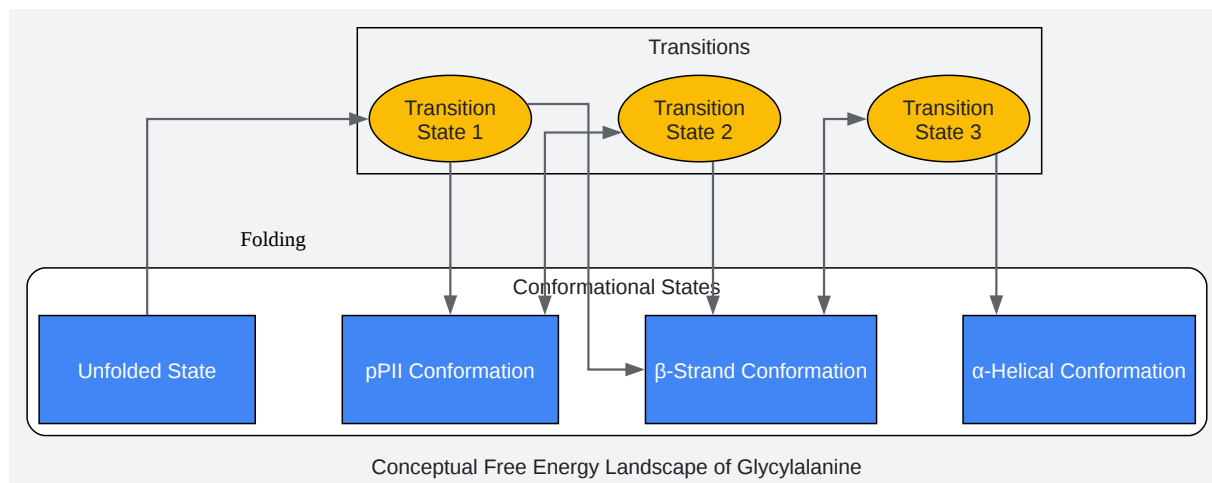 Transitions
Transition
State 1
Transition
State 2
Transition
State 3
Folding
Conformational States
Unfolded State
pPII Conformation
β-Strand Conformation
α-Helical Conformation
Conceptual Free Energy Landscape of Glycylalanine